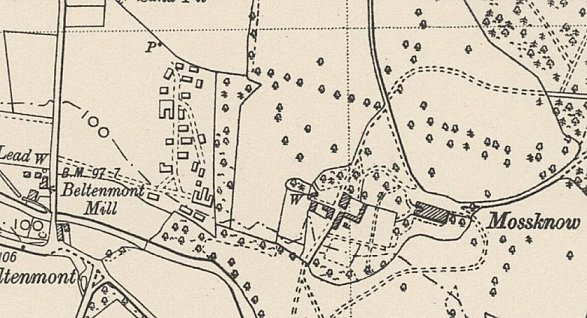 P
100
Lead W
B.M. 97·7
Beltenmont
Mill
W
Mossknow
100
106
ltenmont